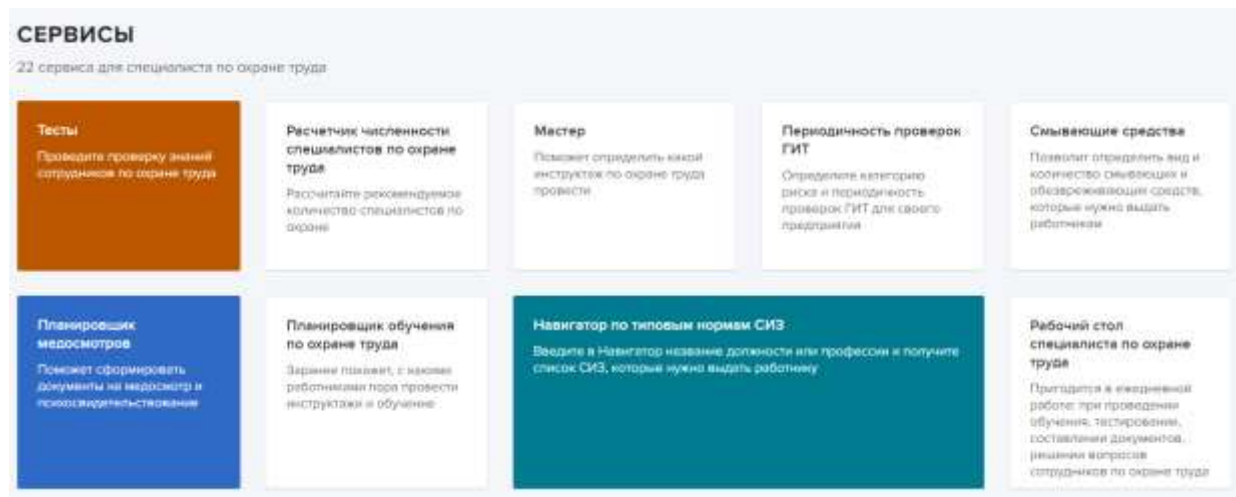 СЕРВИСЫ
22 сервиса для специалиста по охране труда
Тесты
Проведите проверку знаний
сотрудников по охране труда
Расчетчик численности
специалистов по охране
труда
Рассчитайте рекомендуемое
количество специалистов по
охране
Мастер
Поможет определить какой
инструктаж по охране труда
провести
Периодичность проверок
ГИТ
Определите категорию
риска и периодичность
проверок ГИТ для своего
предприятия
Смывающие средства
Позволит определить вид и
количество смывающих и
обезвреживающих средств,
которые нужно выдать
работникам
Планировщик
медосмотров
Поможет сформировать
документы на медосмотр и
психосвидетельствование
Планировщик обучения
по охране труда
Заранее покажет, с какими
работниками пора провести
инструктажи и обучение
Навигатор по типовым нормам СИЗ
Введите в Навигатор название должности или профессии и получите
список СИЗ, которые нужно выдать работнику
Рабочий стол
специалиста по охране
труда
Пригодится в ежедневной
работе: при проведении
обучения, тестировании,
составлении документов,
решении вопросов
сотрудников по охране труда